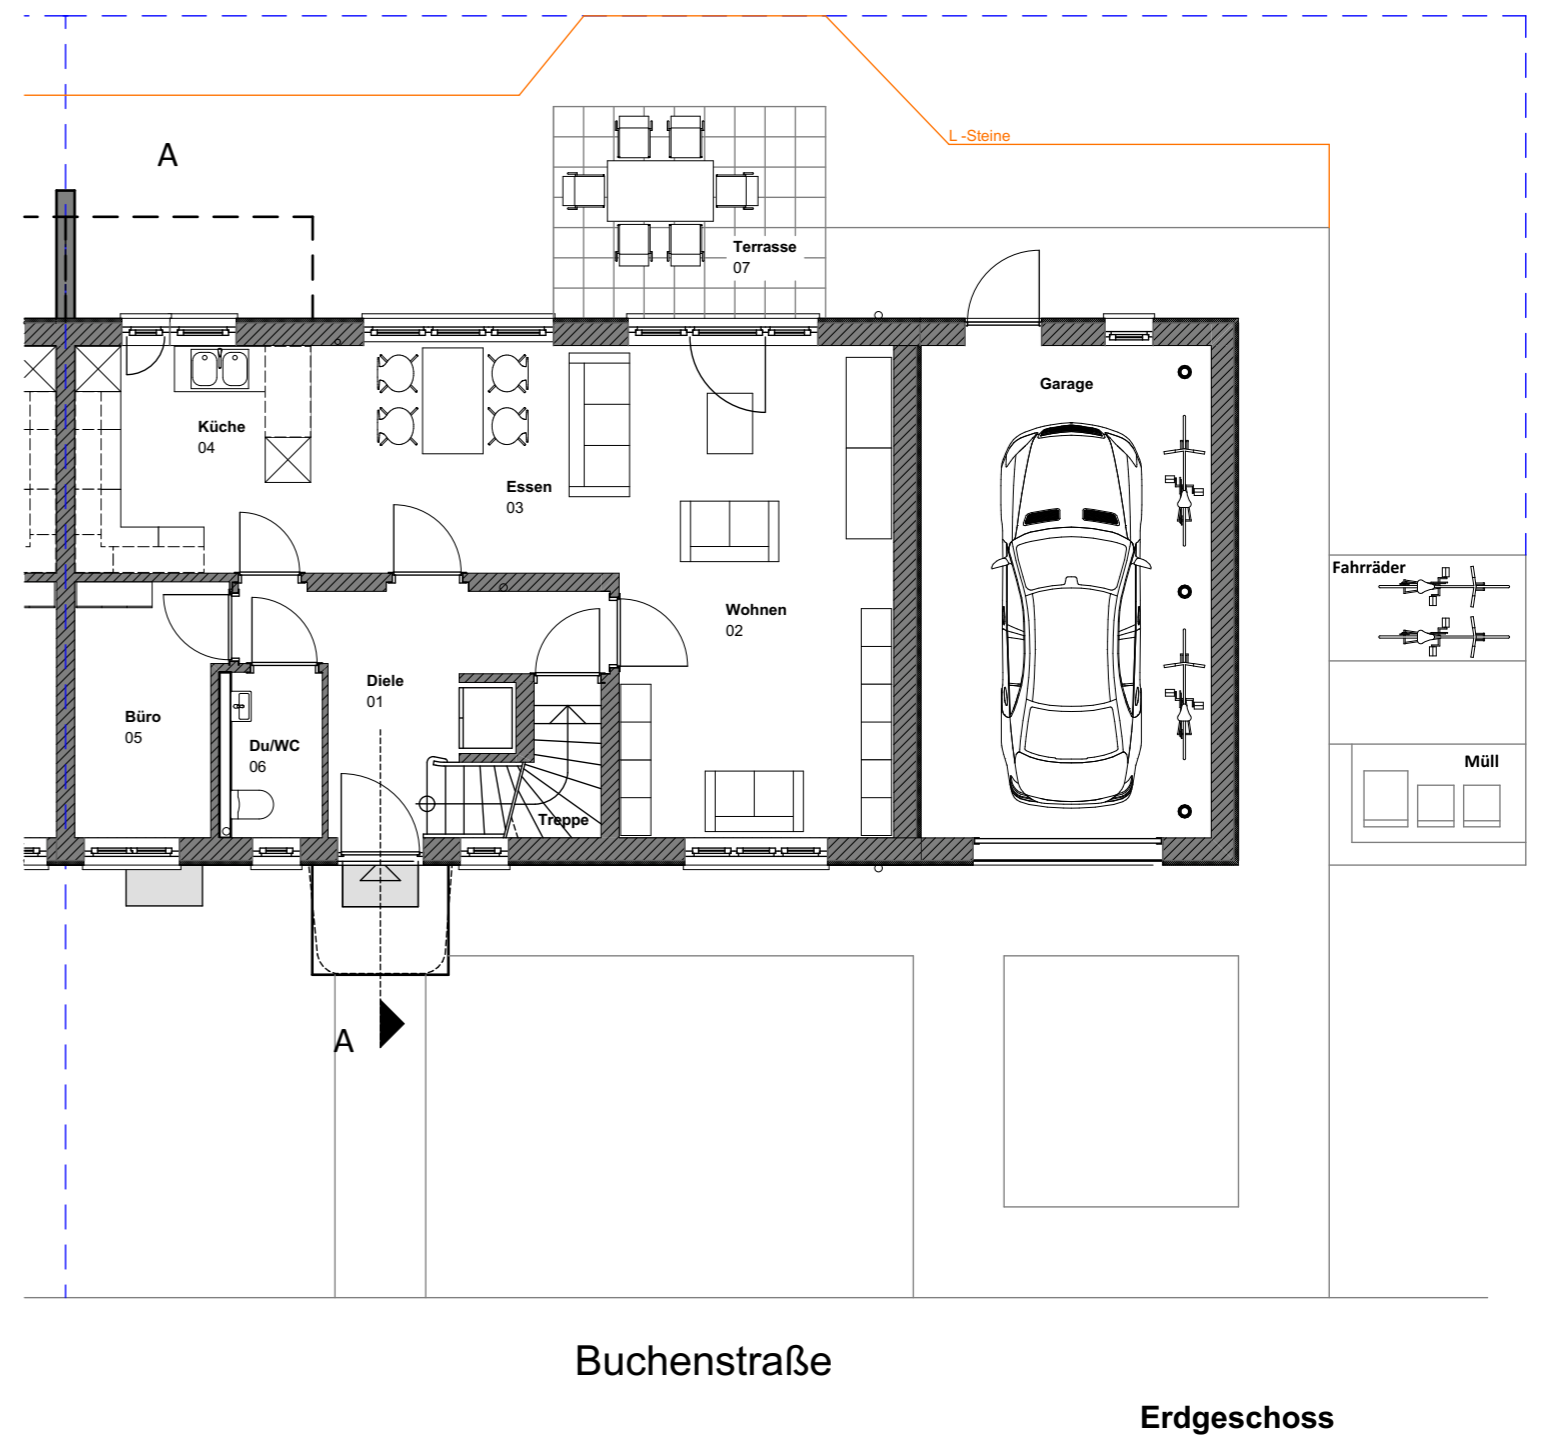 L -Steine
A
Terrasse
07
Garage
Küche
04
Essen
03
Fahrräder
Wohnen
02
Diele
01
Büro
05
Du/WC
06
Treppe
Müll
A
Buchenstraße
Erdgeschoss